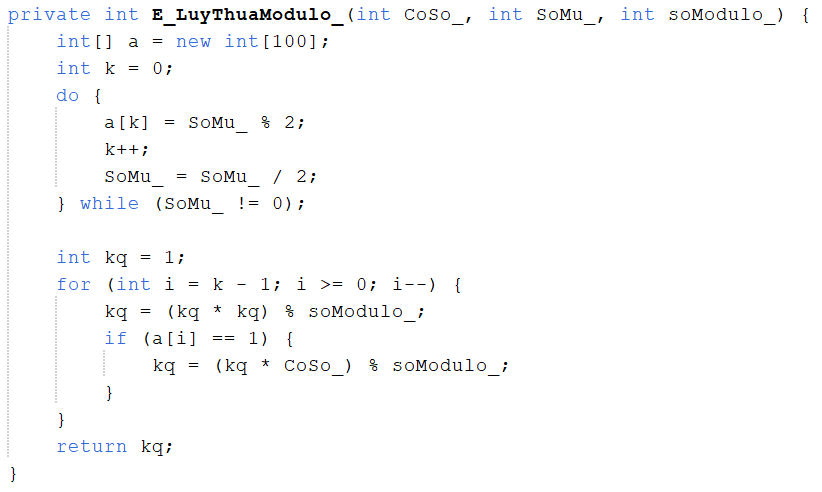 private int E_LuyThuaModulo_(int CoSo_, int SoMu_, int soModulo_) {
    int[] a = new int[100];
    int k = 0;
    do {
        a[k] = SoMu_ % 2;
        k++;
        SoMu_ = SoMu_ / 2;
    } while (SoMu_ != 0);

    int kq = 1;
    for (int i = k - 1; i >= 0; i--) {
        kq = (kq * kq) % soModulo_;
        if (a[i] == 1) {
            kq = (kq * CoSo_) % soModulo_;
        }
    }
    return kq;
}